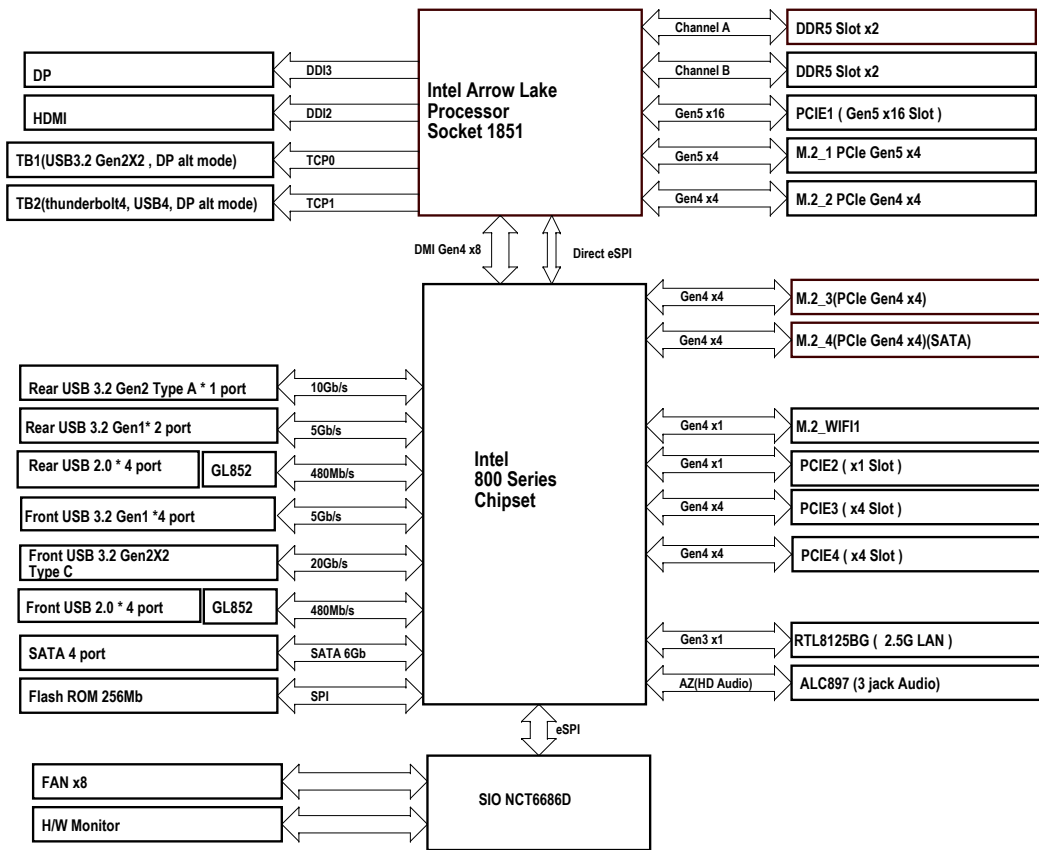 Channel A
DDR5 Slot x2
Intel Arrow Lake
Processor
Socket 1851
DP
DDI3
Channel B
DDR5 Slot x2
HDMI
DDI2
Gen5 x16
PCIE1 ( Gen5 x16 Slot )
TB1(USB3.2 Gen2X2 , DP alt mode)
TCP0
Gen5 x4
M.2_1 PCIe Gen5 x4
TB2(thunderbolt4, USB4, DP alt mode)
TCP1
Gen4 x4
M.2_2 PCIe Gen4 x4
DMI Gen4 x8
Direct eSPI
Gen4 x4
M.2_3(PCIe Gen4 x4)
Gen4 x4
M.2_4(PCIe Gen4 x4)(SATA)
Rear USB 3.2 Gen2 Type A * 1 port
10Gb/s
Rear USB 3.2 Gen1* 2 port
5Gb/s
Gen4 x1
M.2_WIFI1
Intel
800 Series
Chipset
Rear USB 2.0 * 4 port
GL852
480Mb/s
Gen4 x1
PCIE2 ( x1 Slot )
Front USB 3.2 Gen1 *4 port
5Gb/s
Gen4 x4
PCIE3 ( x4 Slot )
Front USB 3.2 Gen2X2
Type C
20Gb/s
Gen4 x4
PCIE4 ( x4 Slot )
Front USB 2.0 * 4 port
GL852
480Mb/s
SATA 4 port
SATA 6Gb
Gen3 x1
RTL8125BG ( 2.5G LAN )
Flash ROM 256Mb
SPI
AZ(HD Audio)
ALC897 (3 jack Audio)
eSPI
FAN x8
SIO NCT6686D
H/W Monitor